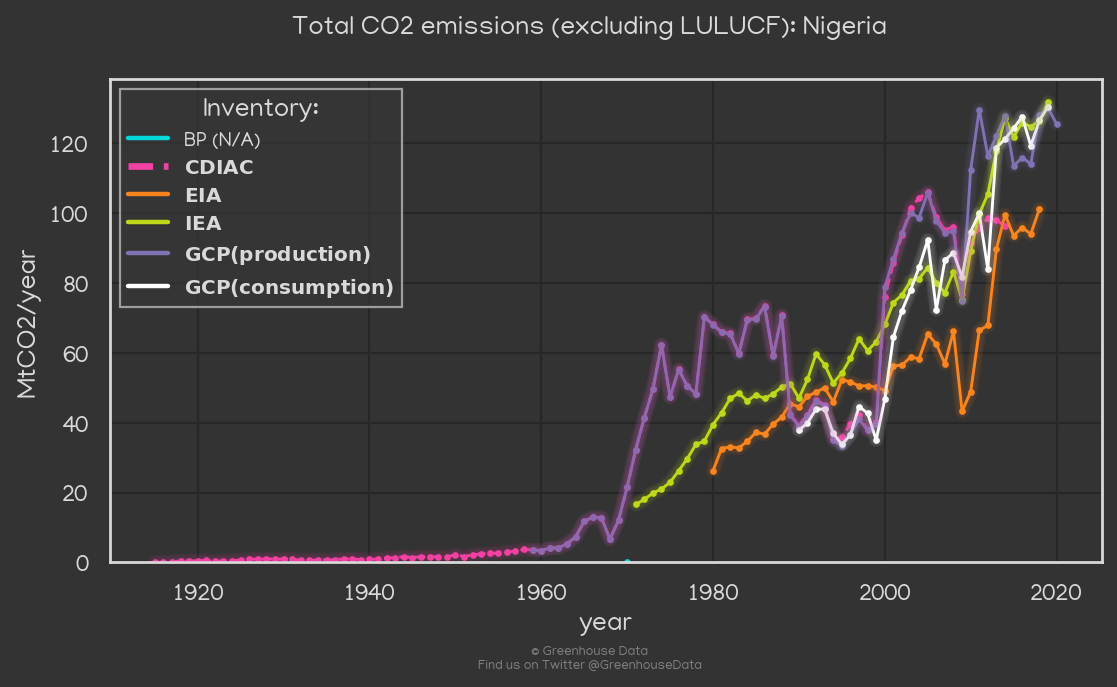 Total CO2 emissions (excluding LULUCF): Nigeria
Inventory:
BP (N/A)
CDIAC
EIA
IEA
GCP(production)
GCP(consumption)
MtCO2/year
120
100
80
60
40
20
0
1920 1940 1960 1980 2000 2020
year
© Greenhouse Data
Find us on Twitter @GreenhouseData